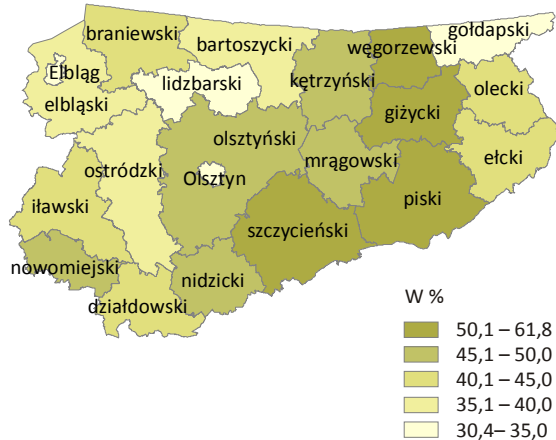 gołdapski
braniewski
bartoszycki
węgorzewski
Elbląg
lidzbarski
kętrzyński
olecki
elbląski
giżycki
olsztyński
ostródzki
Olsztyn
mrągowski
ełcki
iławski
piski
szczycieński
nowomiejski
nidzicki
działdowski
W %
50,1 – 61,8
45,1 – 50,0
40,1 – 45,0
35,1 – 40,0
30,4– 35,0